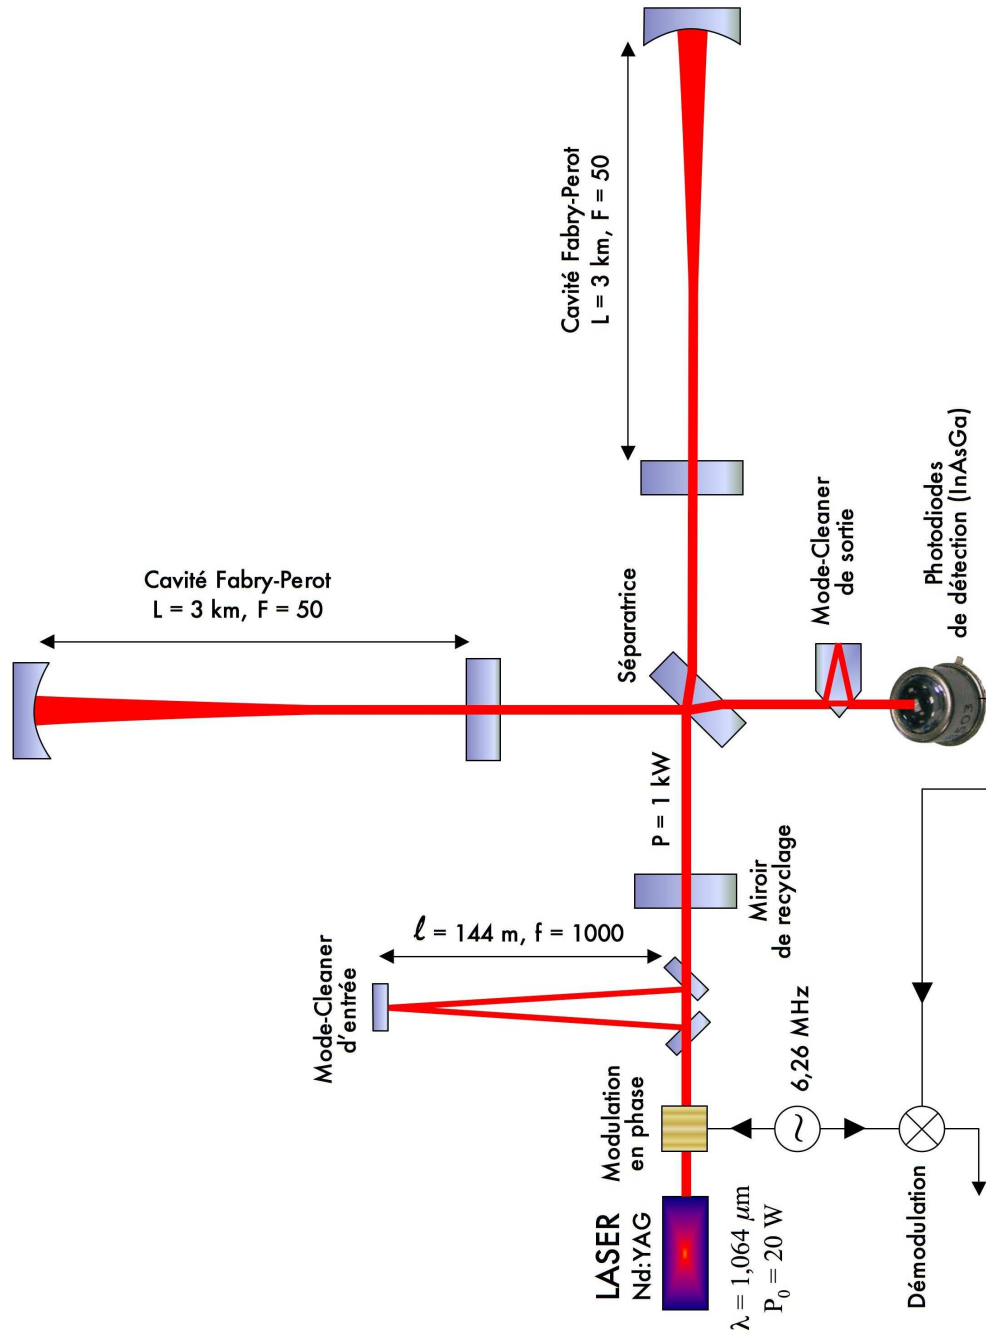 Cavité Fabry-Perot
L = 3 km, F = 50
Cavité Fabry-Perot
L = 3 km, F = 50
Séparatrice
Mode-Cleaner
de sortie
Photodiodes
de détection (InAsGa)
P = 1 kW
Miroir
de recyclage
ℓ = 144 m, f = 1000
Mode-Cleaner
d'entrée
Modulation
en phase
6,26 MHz
LASER
Nd:YAG
λ = 1,064 μm
P₀ = 20 W
Démodulation